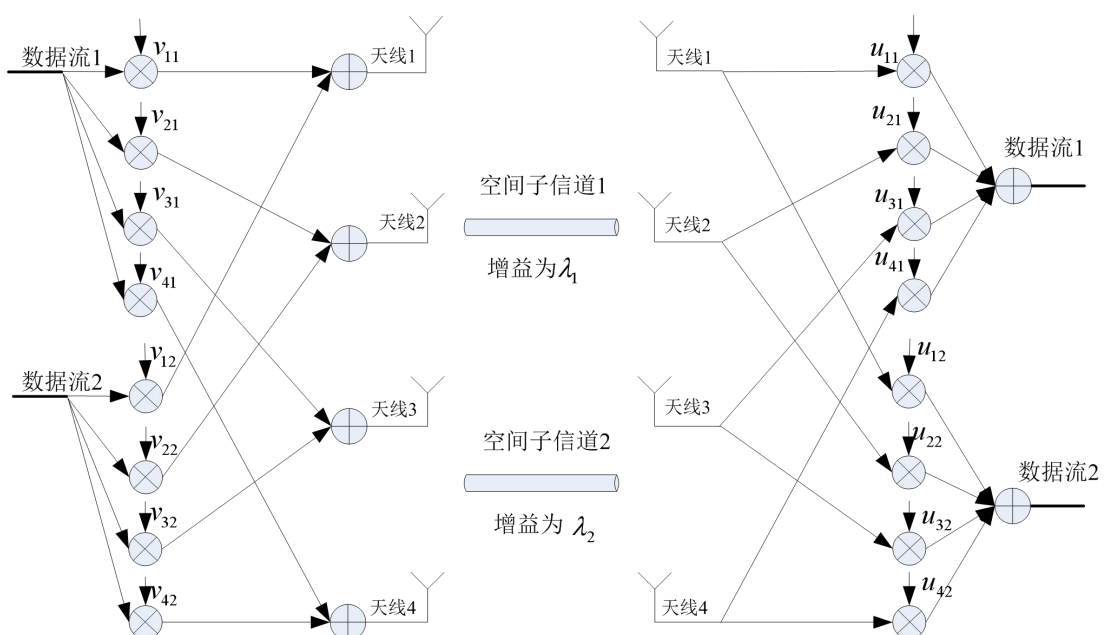 数据流1
v11
v21
v31
v41
数据流2
v12
v22
v32
v42
天线1
天线2
天线3
天线4
空间子信道1
增益为λ1
空间子信道2
增益为 λ2
天线1
天线2
天线3
天线4
u11
u21
u31
u41
u12
u22
u32
u42
数据流1
数据流2